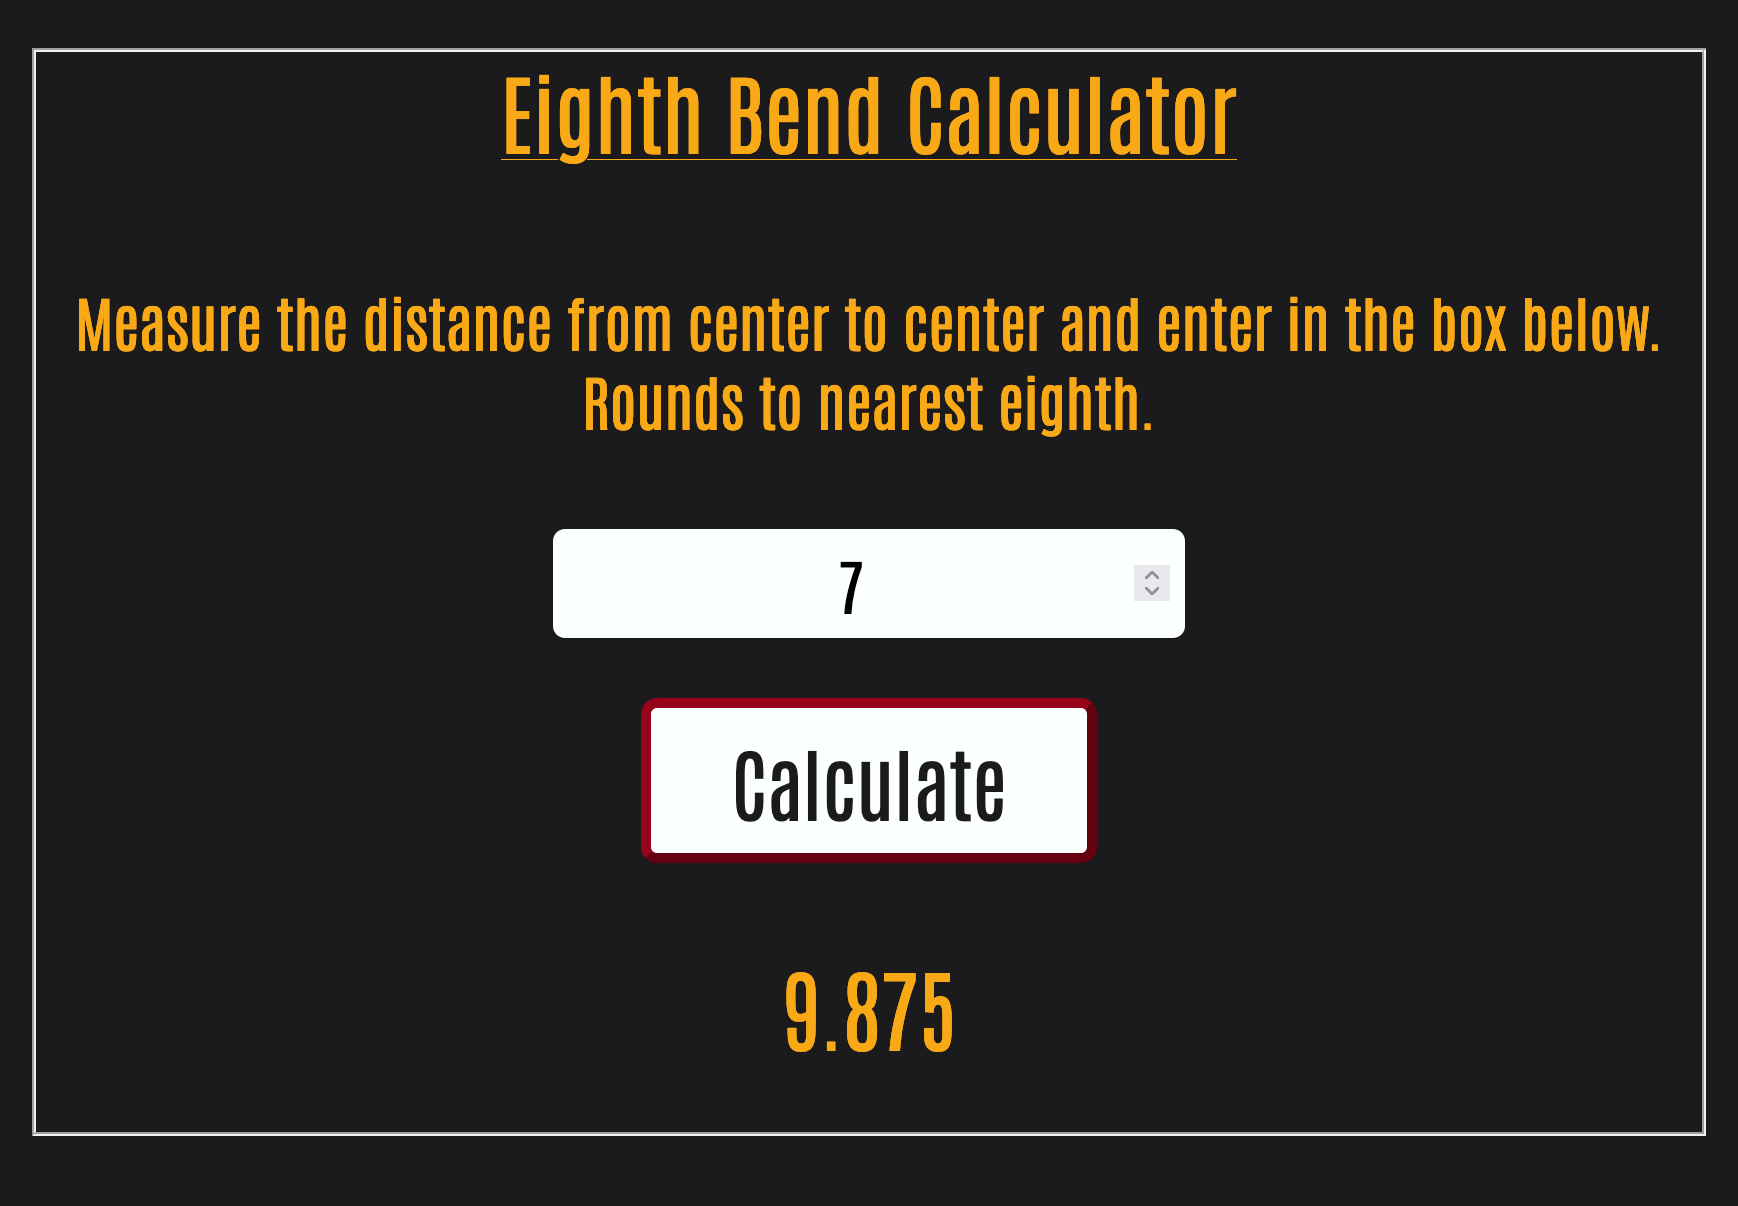 Eighth Bend Calculator
Measure the distance from center to center and enter in the box below.
Rounds to nearest eighth.
7
Calculate
9.875